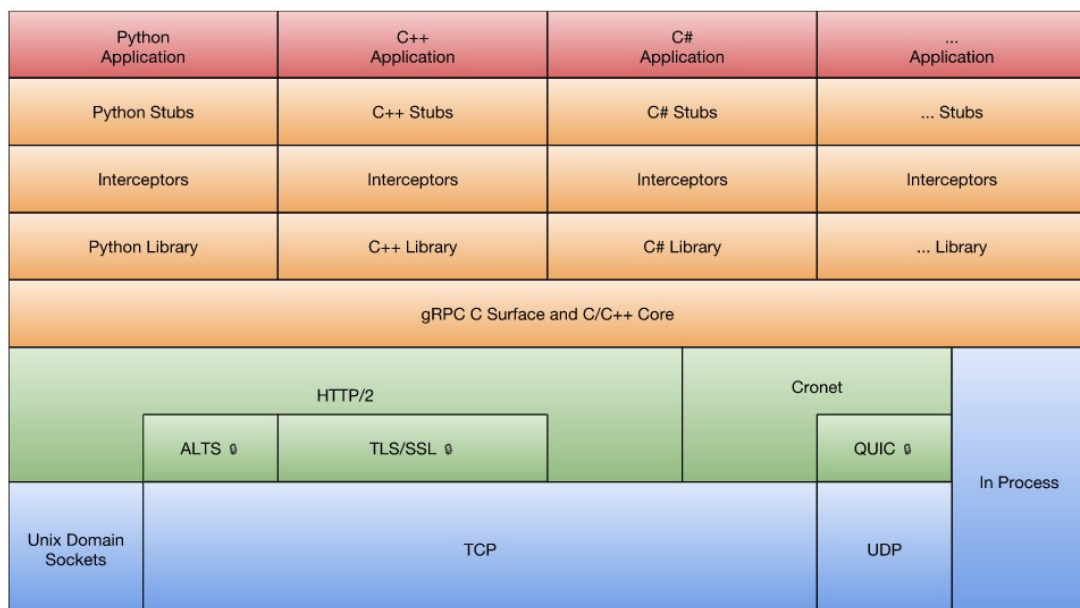 Python
Application
C++
Application
C#
Application
...
Application
Python Stubs
C++ Stubs
C# Stubs
... Stubs
Interceptors
Interceptors
Interceptors
Interceptors
Python Library
C++ Library
C# Library
... Library
gRPC C Surface and C/C++ Core
HTTP/2
Cronet
ALTS
TLS/SSL
QUIC
In Process
Unix Domain
Sockets
TCP
UDP